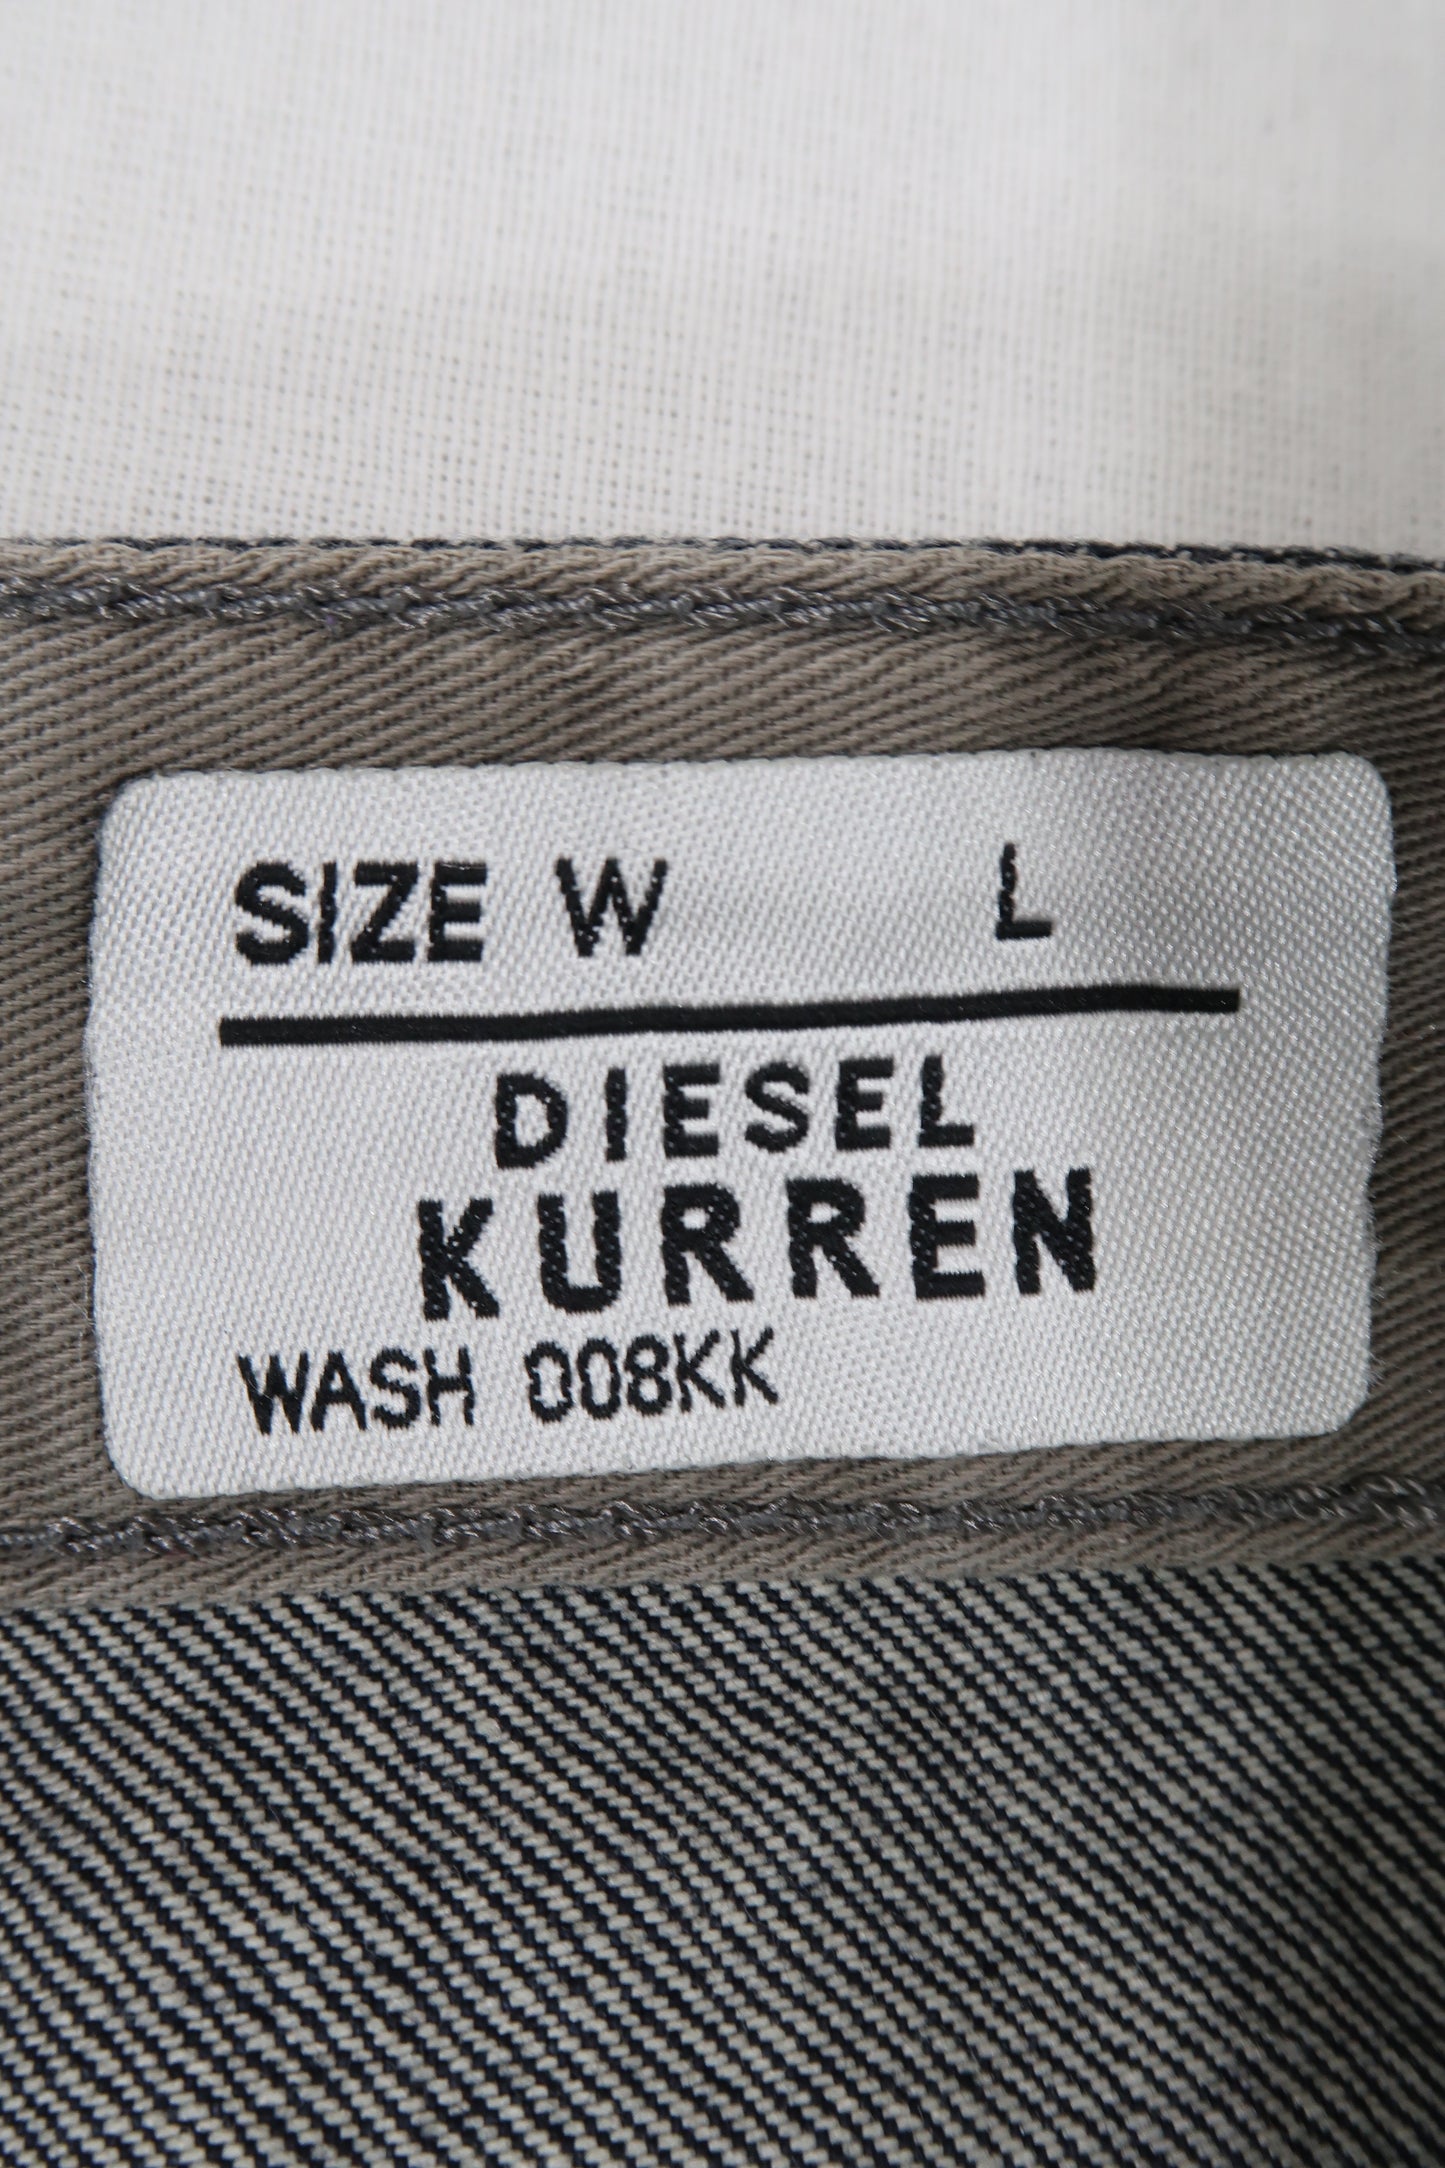 SIZE W L
DIESEL
KURREN
WASH 008KK